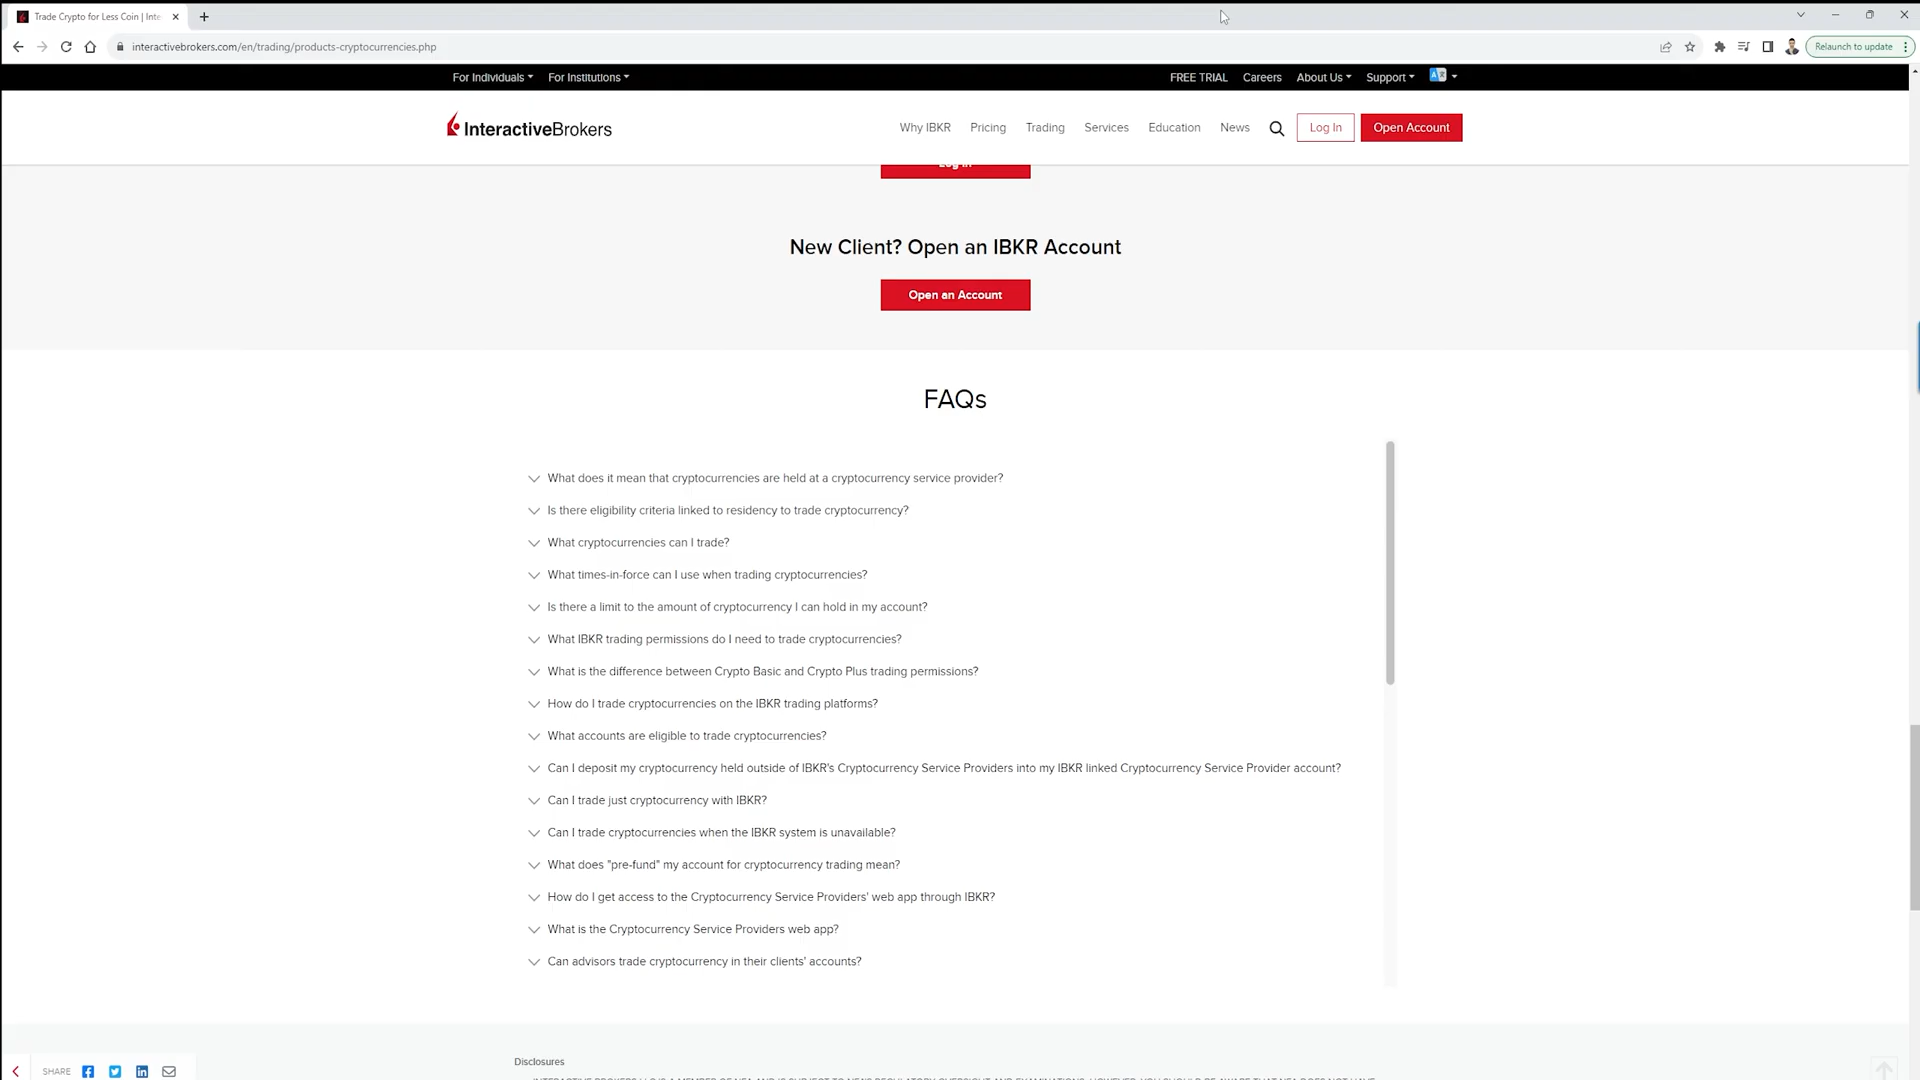 Trade Crypto for Less Coin | Inte
interactivebrokers.com/en/trading/products-cryptocurrencies.php
Relaunch to update
For Individuals
For Institutions
FREE TRIAL
Careers
About Us
Support
InteractiveBrokers
Why IBKR
Pricing
Trading
Services
Education
News
Log In
Open Account
Log In
New Client? Open an IBKR Account
Open an Account
FAQs
What does it mean that cryptocurrencies are held at a cryptocurrency service provider?
Is there eligibility criteria linked to residency to trade cryptocurrency?
What cryptocurrencies can I trade?
What times-in-force can I use when trading cryptocurrencies?
Is there a limit to the amount of cryptocurrency I can hold in my account?
What IBKR trading permissions do I need to trade cryptocurrencies?
What is the difference between Crypto Basic and Crypto Plus trading permissions?
How do I trade cryptocurrencies on the IBKR trading platforms?
What accounts are eligible to trade cryptocurrencies?
Can I deposit my cryptocurrency held outside of IBKR's Cryptocurrency Service Providers into my IBKR linked Cryptocurrency Service Provider account?
Can I trade just cryptocurrency with IBKR?
Can I trade cryptocurrencies when the IBKR system is unavailable?
What does "pre-fund" my account for cryptocurrency trading mean?
How do I get access to the Cryptocurrency Service Providers' web app through IBKR?
What is the Cryptocurrency Service Providers web app?
Can advisors trade cryptocurrency in their clients' accounts?
Disclosures
SHARE